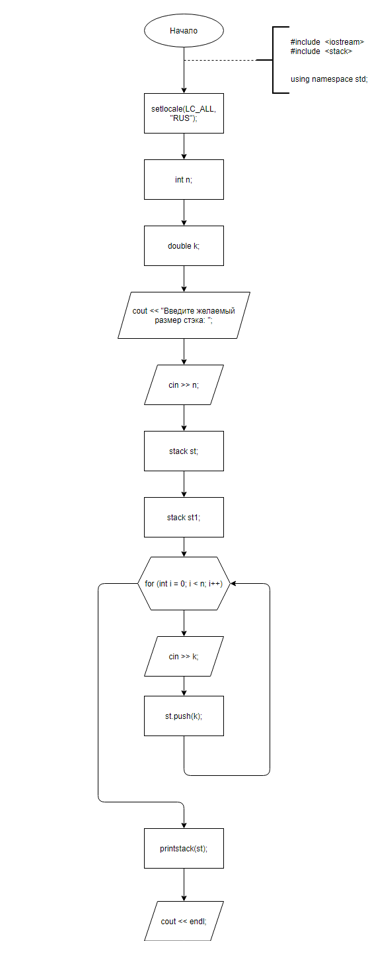 Начало
#include <iostream>
#include <stack>
using namespace std;
setlocale(LC_ALL,
"RUS");
int n;
double k;
cout << "Введите желаемый
размер стэка: ";
cin >> n;
stack st;
stack st1;
for (int i = 0; i < n; i++)
cin >> k;
st.push(k);
printstack(st);
cout << endl;